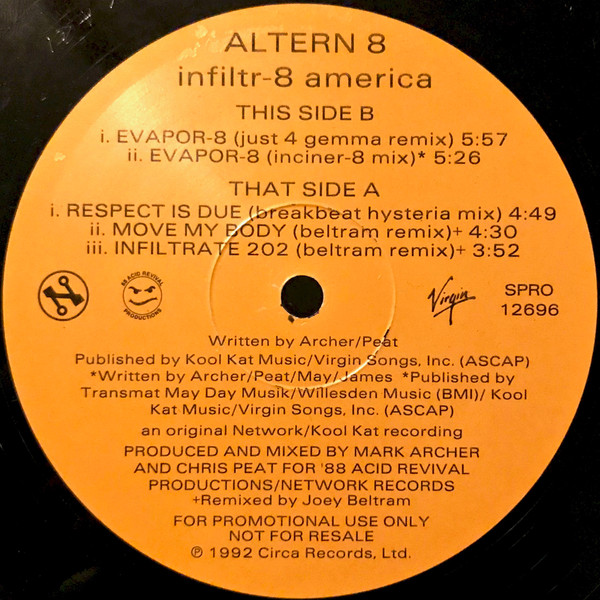 ALTERN 8
infiltr-8 america
THIS SIDE B
i. EVAPOR-8 (just 4 gemma remix) 5:57
ii. EVAPOR-8 (inciner-8 mix)* 5:26
THAT SIDE A
i. RESPECT IS DUE (breakbeat hysteria mix) 4:49
ii. MOVE MY BODY (beltram remix)+ 4:30
iii. INFILTRATE 202 (beltram remix)+ 3:52
N
88 ACID REVIVAL
PRODUCTIONS
Virgin
SPRO
12696
Written by Archer/Peat
Published by Kool Kat Music/Virgin Songs, Inc. (ASCAP)
*Written by Archer/Peat/May/James *Published by
Transmat May Day Musik/Willesden Music (BMI)/ Kool
Kat Music/Virgin Songs, Inc. (ASCAP)
an original Network/Kool Kat recording
PRODUCED AND MIXED BY MARK ARCHER
AND CHRIS PEAT FOR '88 ACID REVIVAL
PRODUCTIONS/NETWORK RECORDS
+Remixed by Joey Beltram
FOR PROMOTIONAL USE ONLY
NOT FOR RESALE
℗ 1992 Circa Records, Ltd.